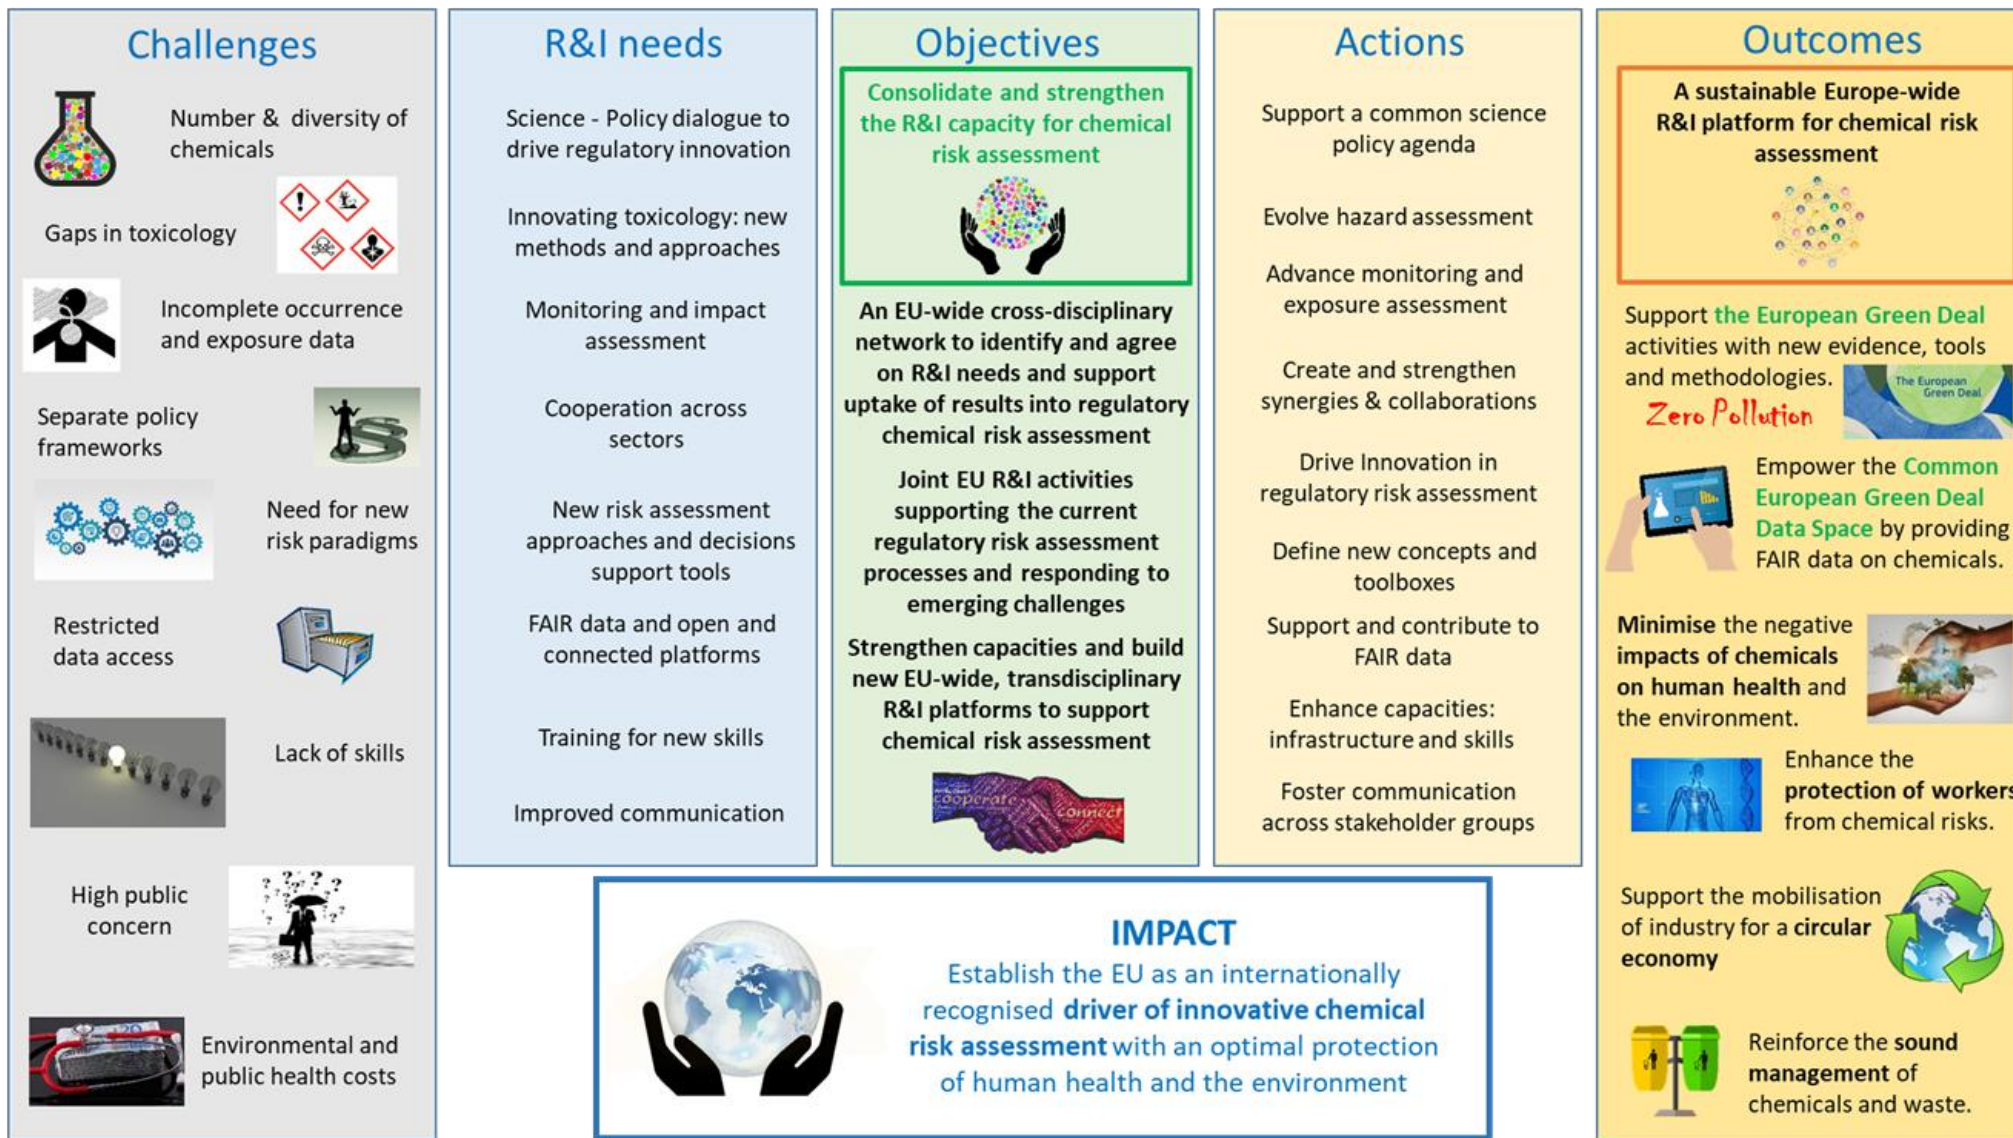 Challenges
Number & diversity of
chemicals
Gaps in toxicology
Incomplete occurrence
and exposure data
Separate policy
frameworks
Need for new
risk paradigms
Restricted
data access
Lack of skills
High public
concern
Environmental and
public health costs
R&I needs
Science - Policy dialogue to
drive regulatory innovation
Innovating toxicology: new
methods and approaches
Monitoring and impact
assessment
Cooperation across
sectors
New risk assessment
approaches and decisions
support tools
FAIR data and open and
connected platforms
Training for new skills
Improved communication
Objectives
Consolidate and strengthen
the R&I capacity for chemical
risk assessment
An EU-wide cross-disciplinary
network to identify and agree
on R&I needs and support
uptake of results into regulatory
chemical risk assessment
Joint EU R&I activities
supporting the current
regulatory risk assessment
processes and responding to
emerging challenges
Strengthen capacities and build
new EU-wide, transdisciplinary
R&I platforms to support
chemical risk assessment
cooperate
connect
Actions
Support a common science
policy agenda
Evolve hazard assessment
Advance monitoring and
exposure assessment
Create and strengthen
synergies & collaborations
Drive Innovation in
regulatory risk assessment
Define new concepts and
toolboxes
Support and contribute to
FAIR data
Enhance capacities:
infrastructure and skills
Foster communication
across stakeholder groups
Outcomes
A sustainable Europe-wide
R&I platform for chemical risk
assessment
Support the European Green Deal
activities with new evidence, tools
and methodologies.
The European
Green Deal
Zero Pollution
Empower the Common
European Green Deal
Data Space by providing
FAIR data on chemicals.
Minimise the negative
impacts of chemicals
on human health and
the environment.
Enhance the
protection of workers
from chemical risks.
Support the mobilisation
of industry for a circular
economy
Reinforce the sound
management of
chemicals and waste.
IMPACT
Establish the EU as an internationally
recognised driver of innovative chemical
risk assessment with an optimal protection
of human health and the environment